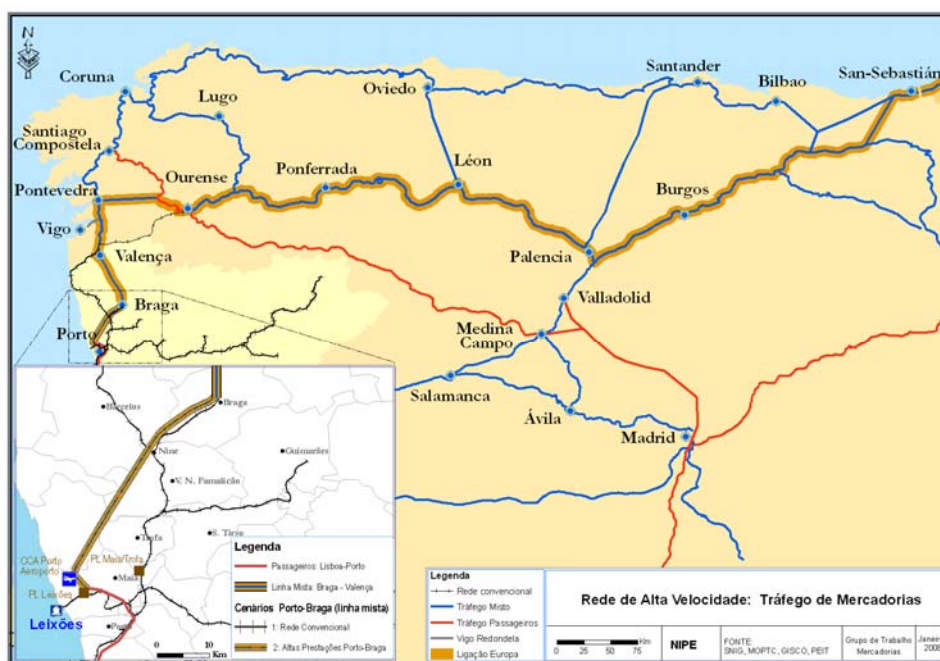 N
Coruna
Lugo
Oviedo
Santander
Bilbao
San-Sebastián
Santiago
Compostela
Ourense
Ponferrada
Léon
Pontevedra
Burgos
Vigo
Valença
Palencia
Braga
Valladolid
Porto
Medina
Campo
Salamanca
Ávila
Madrid
Barcelos
Braga
Nine
Guimarães
V. N. Famalicão
S. Tirso
Trofa
Legenda
CCA Porto
Aeroporto
PL Maia/Trofa
Passageiros: Lisboa-Porto
Maia
Linha Mista: Braga - Valença
PL Leixões
Cenários Porto-Braga (linha mista)
Leixões
1: Rede Convencional
Porto
2: Altas Prestações Porto-Braga
0 10
Km
Legenda
Rede convencional
Tráfego Misto
Tráfego Passageiros
Vigo Redondela
Ligação Europa
Rede de Alta Velocidade: Tráfego de Mercadorias
0 25 50 75
Km
NIPE
FONTE:
SNIG, MOPTC, GISCO, PEIT
Grupo de Trabalho
Mercadorias